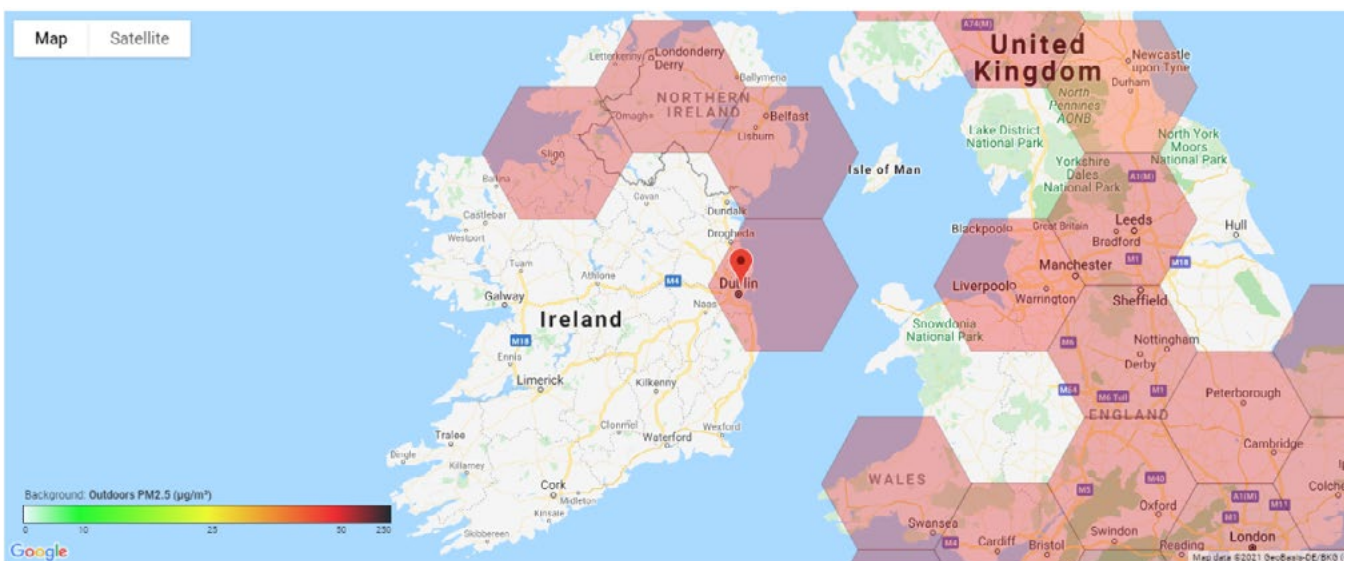 Map
Satellite
A74(M)
United
Kingdom
Newcastle
upon Tyne
Durham
North
Pennines
AONB
Letterkenny
Londonderry
Derry
Ballymena
NORTHERN
IRELAND
Omagh
Belfast
Lisburn
Lake District
National Park
North York
Moors
National Park
Isle of Man
Yorkshire
Dales
National Park
A1(M)
Sligo
Ballina
Cavan
Dundalk
Castlebar
Westport
Drogheda
Blackpool
Great Britain
Leeds
Bradford
Hull
M1
M18
Tuam
Athlone
M4
Dublin
Manchester
Liverpool
Warrington
Sheffield
Galway
Naas
Ireland
Snowdonia
National Park
M18
Ennis
M6
Nottingham
Derby
Limerick
Kilkenny
M54
M6 Toll
M1
Peterborough
ENGLAND
Clonmel
Wexford
Waterford
Tralee
Dingle
Killarney
Cambridge
WALES
Cork
Midleton
Kinsale
Skibbereen
M5
M40
Oxford
A1(M)
M11
Colche
Swansea
M4
Cardiff
Bristol
Swindon
Reading
M1
London
Background: Outdoors PM2.5 (µg/m³)
0 10 25 50 250
Google
Map data ©2021 GeoBasis-DE/BKG (